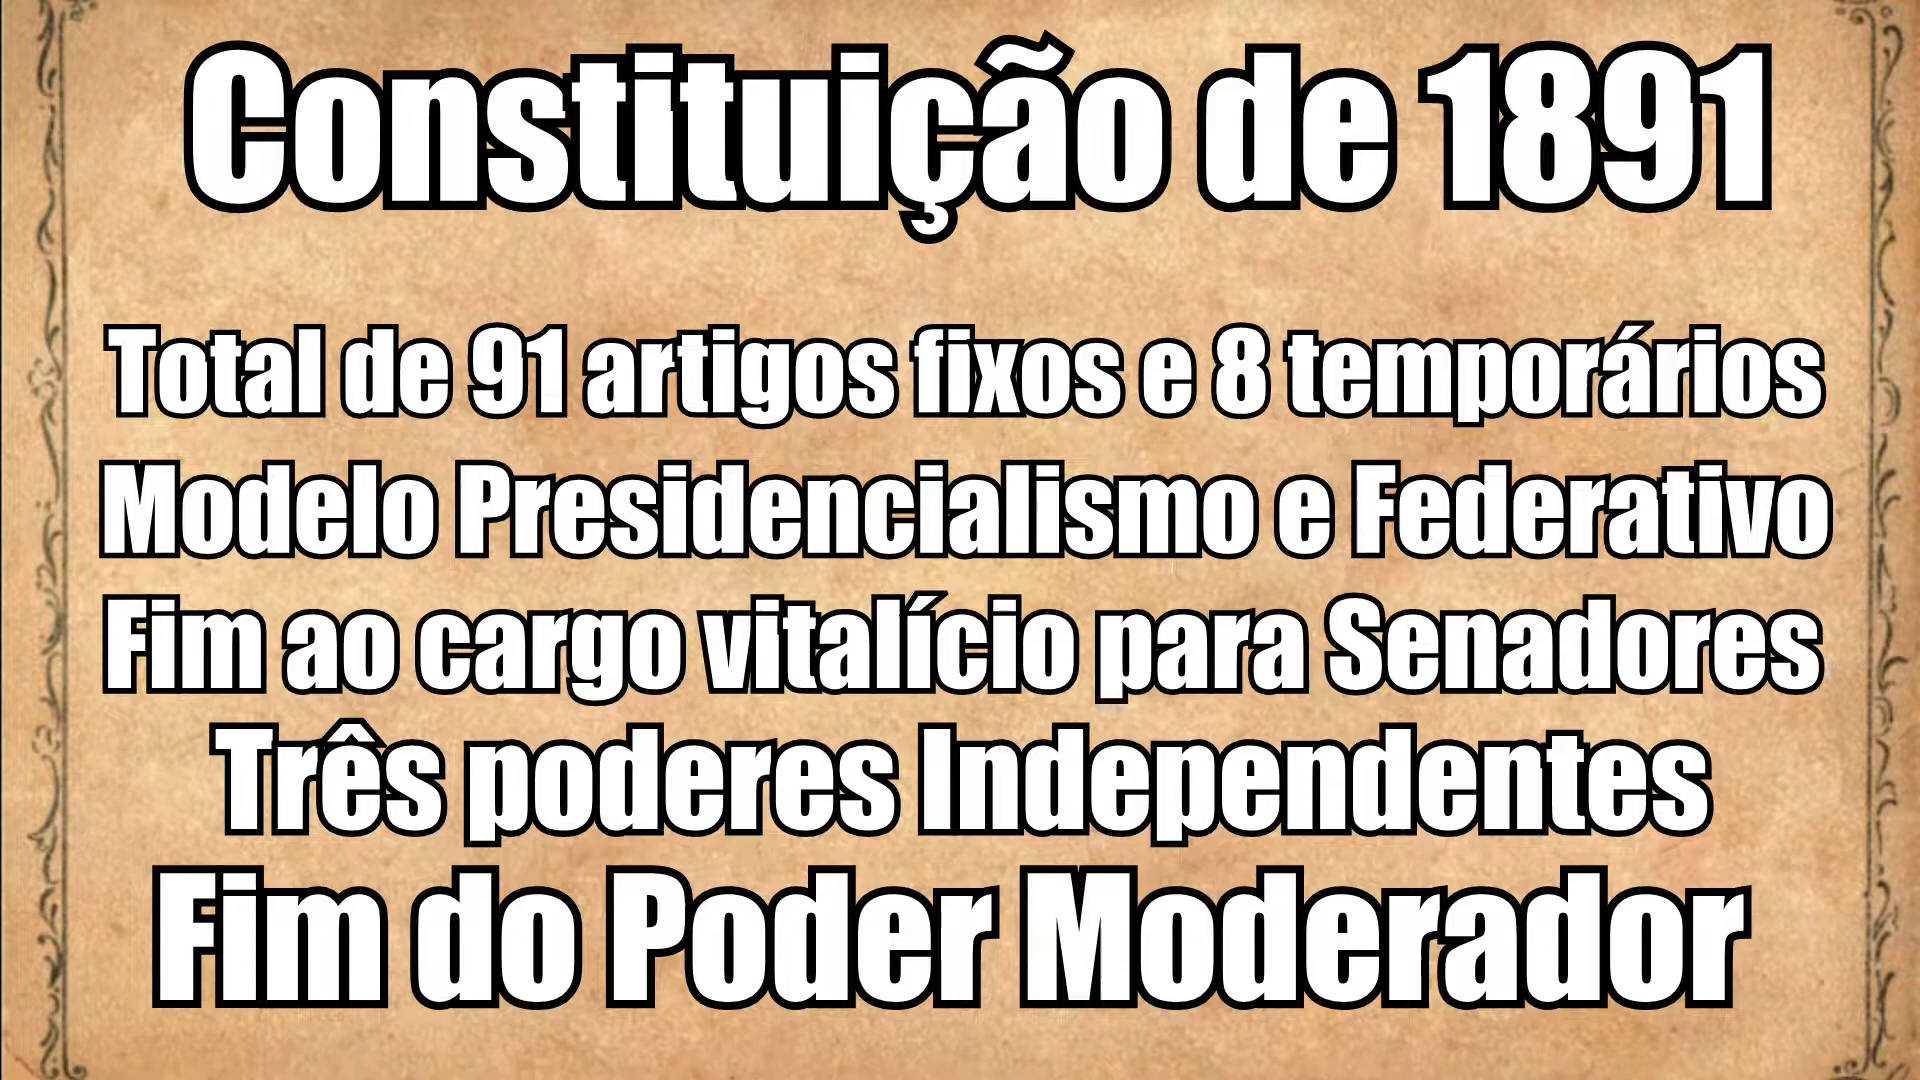 Constituição de 1891
Total de 91 artigos fixos e 8 temporários
Modelo Presidencialismo e Federativo
Fim ao cargo vitalício para Senadores
Três poderes Independentes
Fim do Poder Moderador